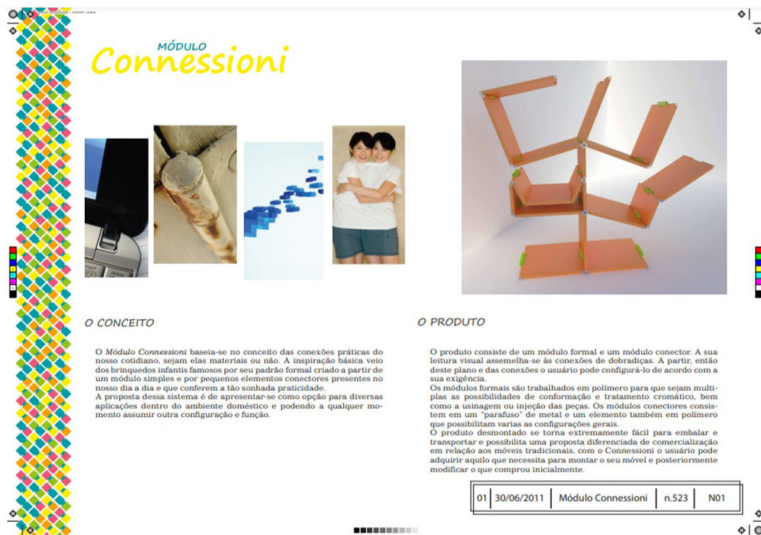 MÓDULO
Connessioni
O CONCEITO
O Módulo Connessioni baseia-se no conceito das conexões práticas do
nosso cotidiano, sejam elas materiais ou não. A inspiração básica veio
dos brinquedos infantis famosos por seu padrão formal criado a partir de
um módulo simples e por pequenos elementos conectores presentes no
nosso dia a dia e que conferem a tão sonhada praticidade.
A proposta dessa sistema é de apresentar-se como opção para diversas
aplicações dentro do ambiente doméstico e podendo a qualquer mo-
mento assumir outra configuração e função.
O PRODUTO
O produto consiste de um módulo formal e um módulo conector. A sua
leitura visual assemelha-se às conexões de dobradiças. A partir, então
deste plano e das conexões o usuário pode configurá-lo de acordo com a
sua exigência.
Os módulos formais são trabalhados em polímero para que sejam multi-
plas as possibilidades de conformação e tratamento cromático, bem
como a usinagem ou injeção das peças. Os módulos conectores consis-
tem em um "parafuso" de metal e um elemento também em polímero
que possibilitam varias as configurações gerais.
O produto desmontado se torna extremamente fácil para embalar e
transportar e possibilita uma proposta diferenciada de comercialização
em relação aos móveis tradicionais, com o Connessioni o usuário pode
adquirir aquilo que necessita para montar o seu móvel e posteriormente
modificar o que comprou inicialmente.
01 30/06/2011 Módulo Connessioni n.523 N01